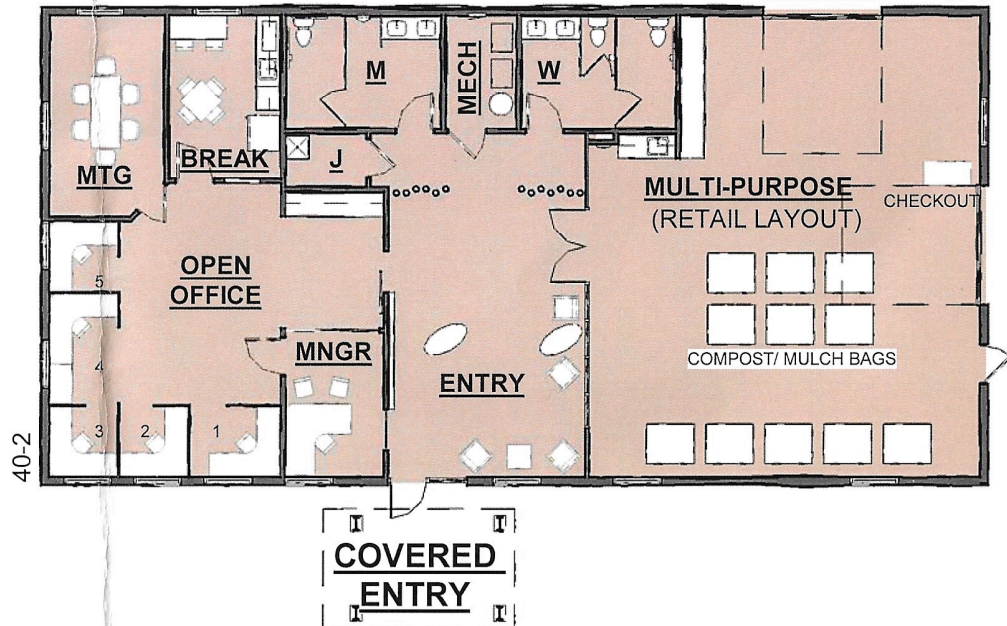 MTG
BREAK
M
MECH
W
J
MULTI-PURPOSE
(RETAIL LAYOUT)
CHECKOUT
OPEN
OFFICE
5
4
3
2
1
MNGR
ENTRY
COMPOST/ MULCH BAGS
40-2
COVERED
ENTRY